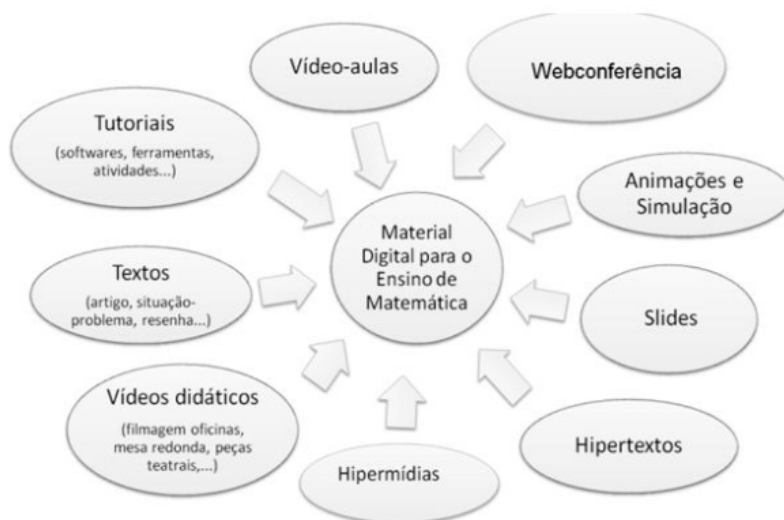 Vídeo-aulas
Webconferência
Tutoriais
(softwares, ferramentas,
atividades...)
Animações e
Simulação
Material
Digital para o
Ensino de
Matemática
Textos
(artigo, situação-
problema, resenha...)
Slides
Vídeos didáticos
(filmagem oficinas,
mesa redonda, peças
teatrais,...)
Hipermídias
Hipertextos